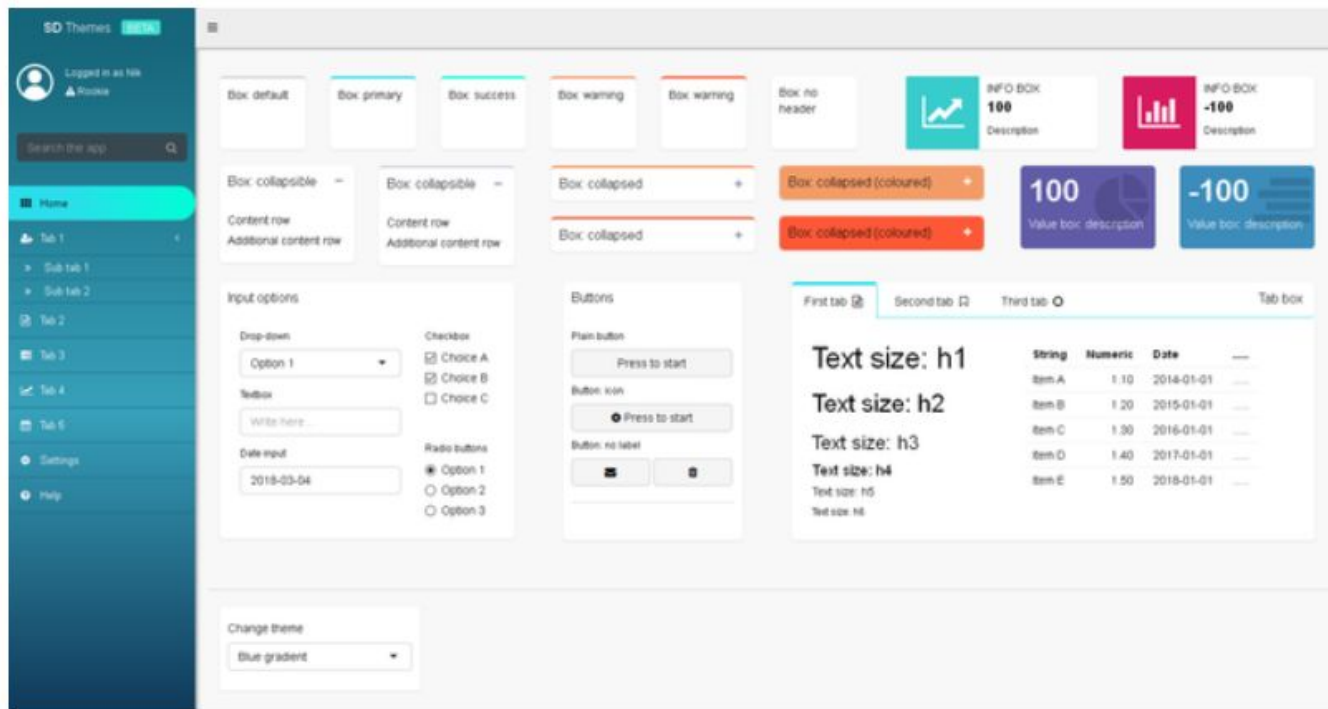 SD Themes BETA
Logged in as Nik
Rookie
Search the app
Home
Tab 1
Sub tab 1
Sub tab 2
Tab 2
Tab 3
Tab 4
Tab 5
Settings
Help
Box: default
Box: primary
Box: success
Box: warning
Box: warning
Box: no
header
INFO BOX
100
Description
INFO BOX
-100
Description
Box: collapsible
Content row
Additional content row
Box: collapsible
Content row
Additional content row
Box: collapsed
Box: collapsed
Box: collapsed (coloured)
Box: collapsed (coloured)
100
Value box: description
-100
Value box: description
Input options
Drop-down
Option 1
Textbox
Write here...
Date input
2018-03-04
Checkbox
Choice A
Choice B
Choice C
Radio buttons
Option 1
Option 2
Option 3
Buttons
Plain button
Press to start
Button: icon
Press to start
Button: no label
First tab
Second tab
Third tab
Tab box
Text size: h1
Text size: h2
Text size: h3
Text size: h4
Text size: h5
Text size: h6
String Numeric Date ......
Item A 1.10 2014-01-01 ......
Item B 1.20 2015-01-01 ......
Item C 1.30 2016-01-01 ......
Item D 1.40 2017-01-01 ......
Item E 1.50 2018-01-01 ......
Change theme
Blue gradient